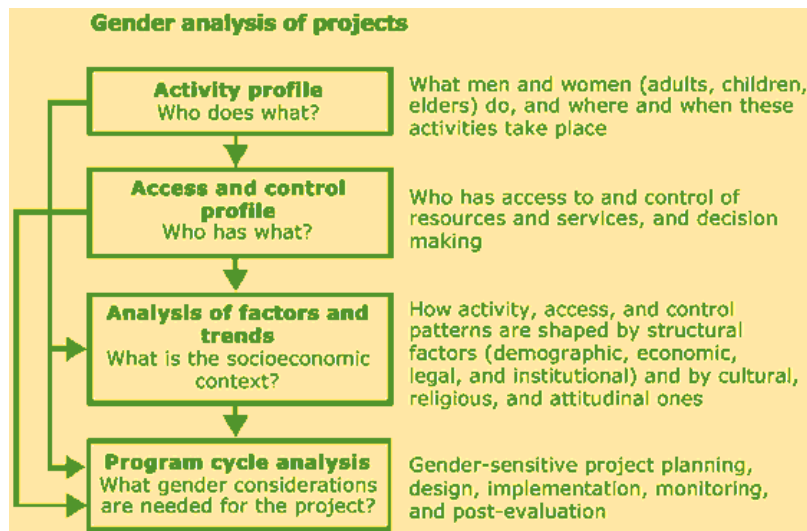 Gender analysis of projects
Activity profile
Who does what?
What men and women (adults, children,
elders) do, and where and when these
activities take place
Access and control
profile
Who has what?
Who has access to and control of
resources and services, and decision
making
Analysis of factors and
trends
What is the socioeconomic
context?
How activity, access, and control
patterns are shaped by structural
factors (demographic, economic,
legal, and institutional) and by cultural,
religious, and attitudinal ones
Program cycle analysis
What gender considerations
are needed for the project?
Gender-sensitive project planning,
design, implementation, monitoring,
and post-evaluation